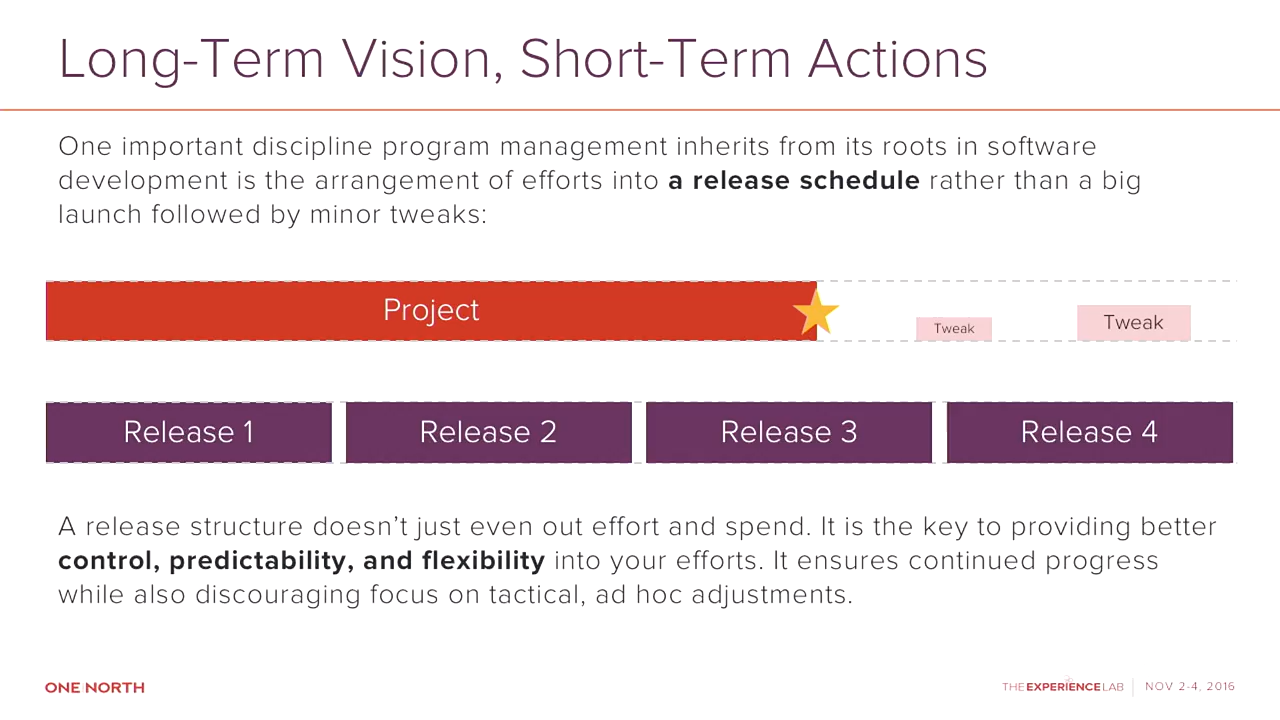 Long-Term Vision, Short-Term Actions
One important discipline program management inherits from its roots in software
development is the arrangement of efforts into a release schedule rather than a big
launch followed by minor tweaks:
Project
Tweak
Tweak
Release 1
Release 2
Release 3
Release 4
A release structure doesn’t just even out effort and spend. It is the key to providing better
control, predictability, and flexibility into your efforts. It ensures continued progress
while also discouraging focus on tactical, ad hoc adjustments.
ONE NORTH
THE EXPERIENCE LAB
NOV 2-4, 2016